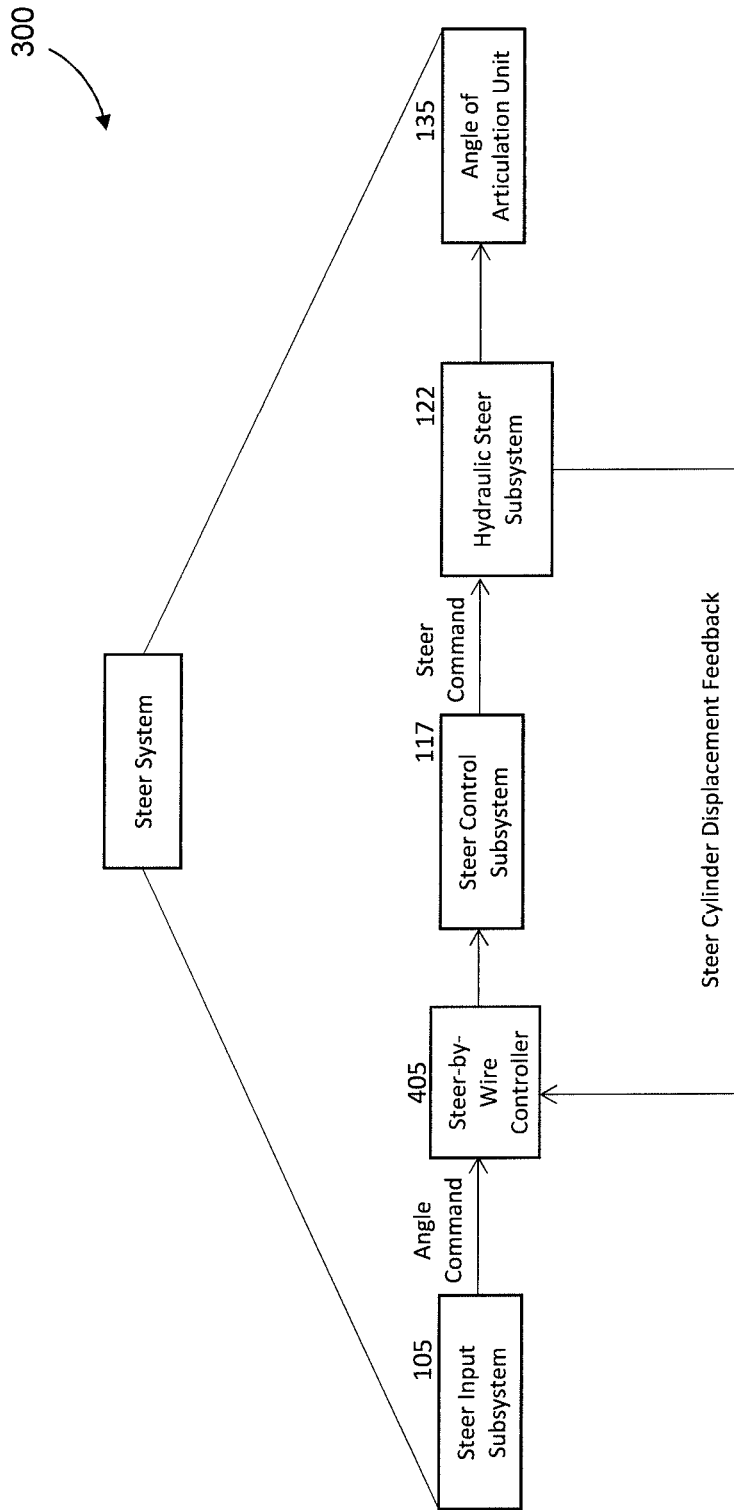 300
Steer System
105
Steer Input
Subsystem
Angle
Command
405
Steer-by-
Wire
Controller
117
Steer Control
Subsystem
Steer
Command
122
Hydraulic Steer
Subsystem
135
Angle of
Articulation Unit
Steer Cylinder Displacement Feedback